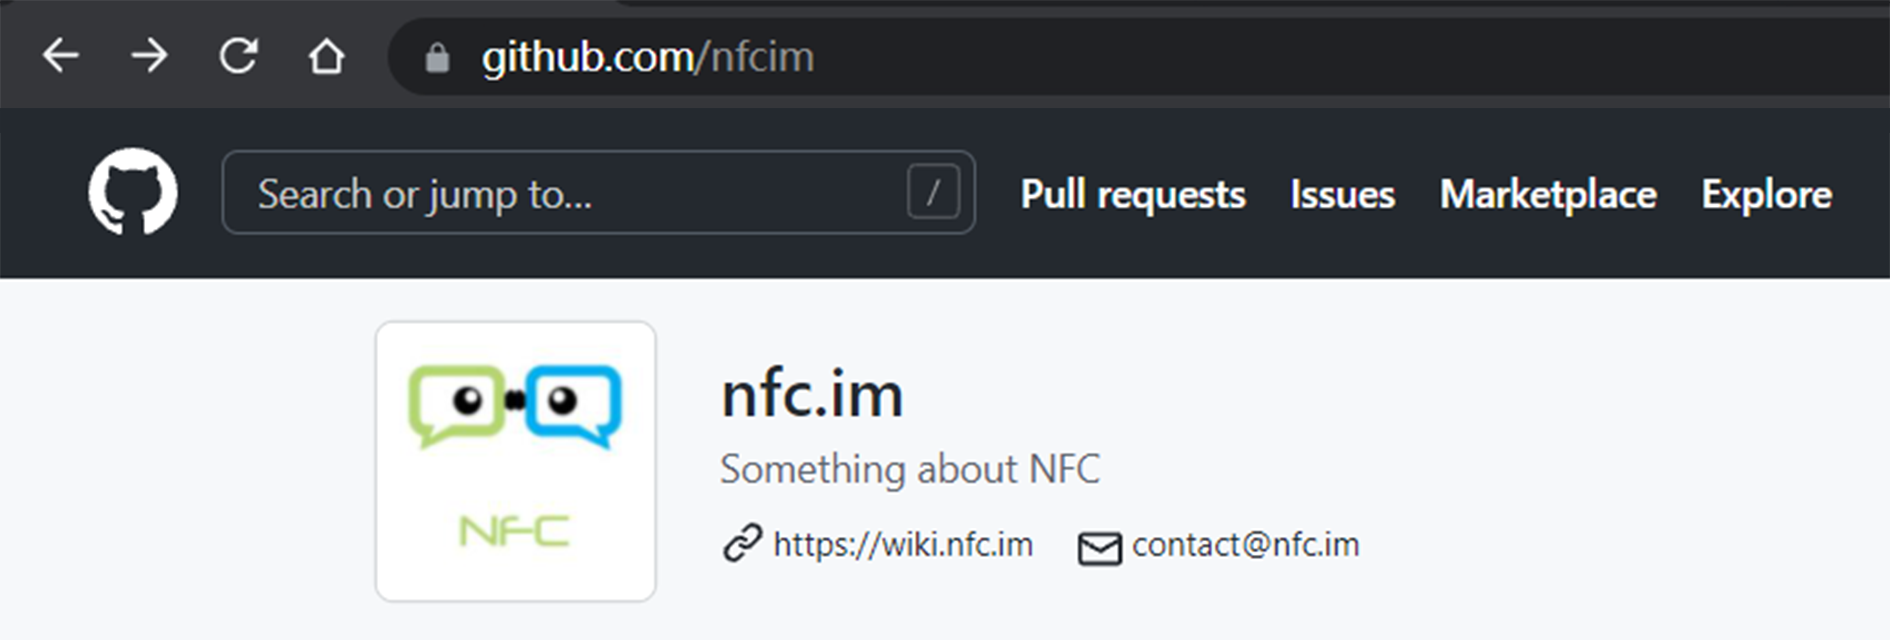 github.com/nfcim
Search or jump to... /
Pull requests Issues Marketplace Explore
NFC
nfc.im
Something about NFC
https://wiki.nfc.im contact@nfc.im